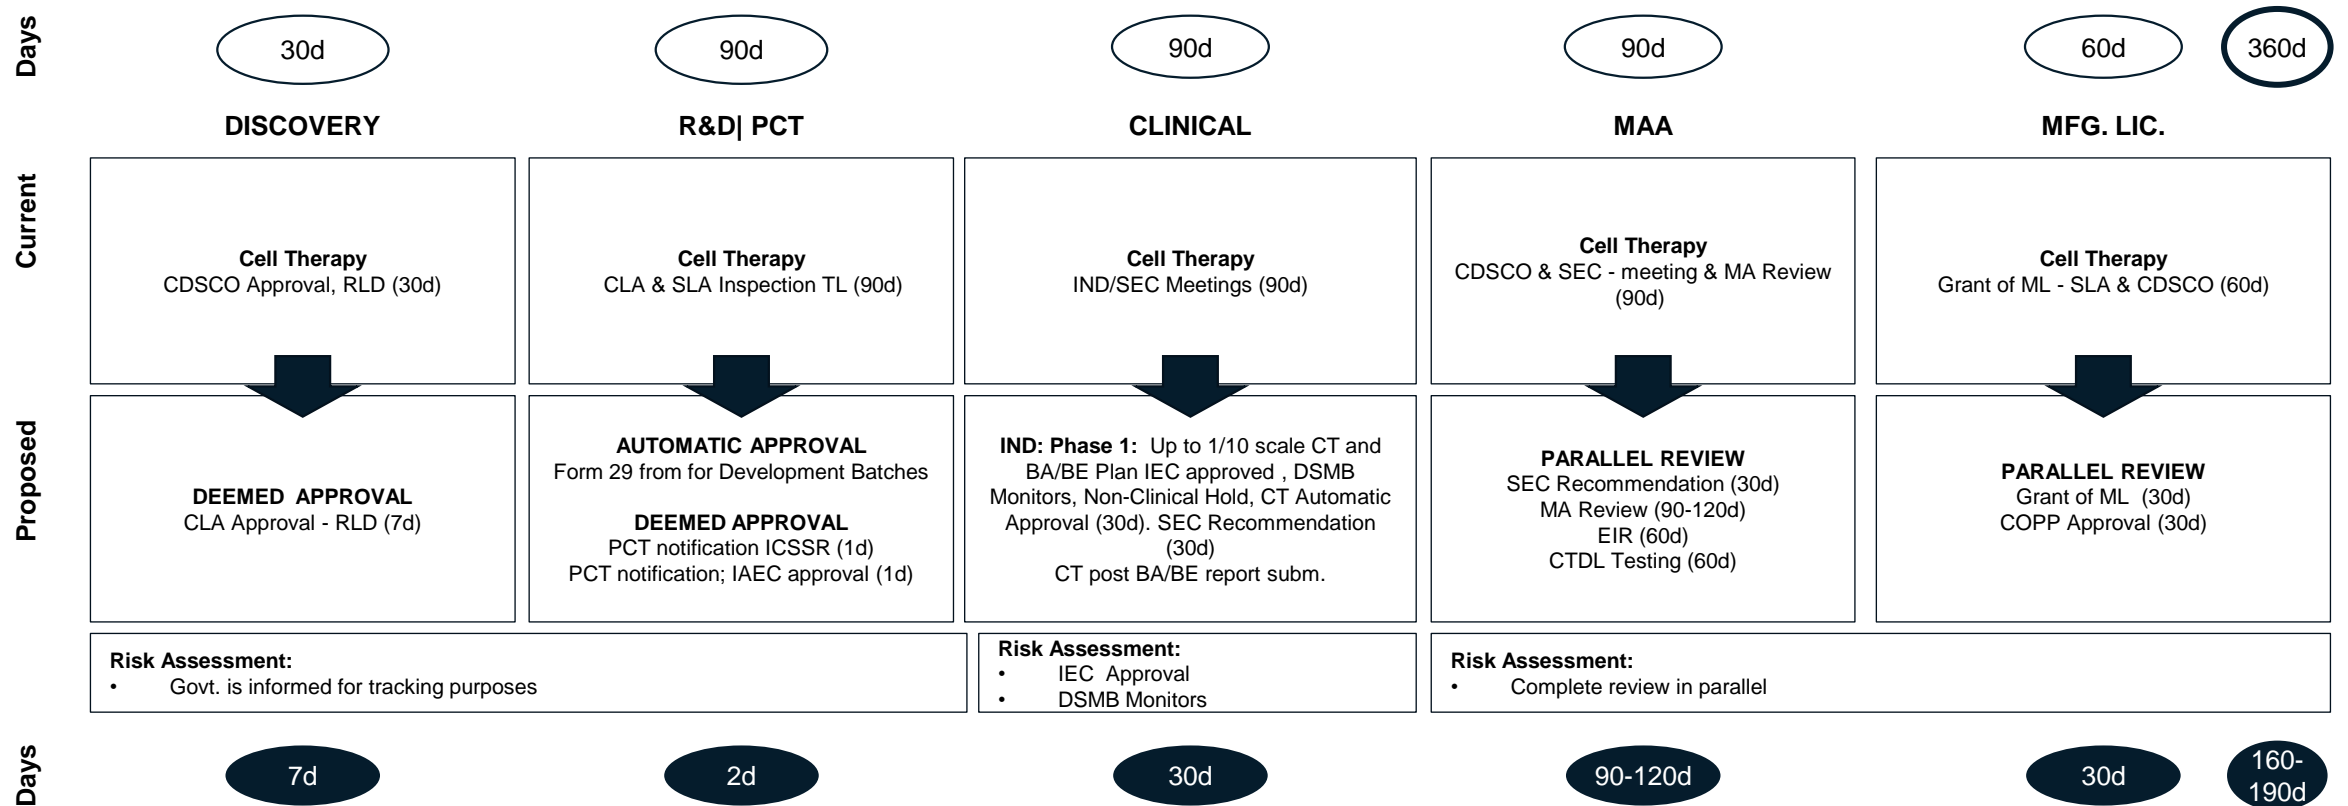 Days
30d
90d
90d
90d
60d
360d
DISCOVERY
R&D| PCT
CLINICAL
MAA
MFG. LIC.
Current
Cell Therapy
CDSCO Approval, RLD (30d)
Cell Therapy
CLA & SLA Inspection TL (90d)
Cell Therapy
IND/SEC Meetings (90d)
Cell Therapy
CDSCO & SEC - meeting & MA Review
(90d)
Cell Therapy
Grant of ML - SLA & CDSCO (60d)
Proposed
DEEMED APPROVAL
CLA Approval - RLD (7d)
AUTOMATIC APPROVAL
Form 29 from for Development Batches
DEEMED APPROVAL
PCT notification ICSSR (1d)
PCT notification; IAEC approval (1d)
IND: Phase 1: Up to 1/10 scale CT and
BA/BE Plan IEC approved , DSMB
Monitors, Non-Clinical Hold, CT Automatic
Approval (30d). SEC Recommendation
(30d)
CT post BA/BE report subm.
PARALLEL REVIEW
SEC Recommendation (30d)
MA Review (90-120d)
EIR (60d)
CTDL Testing (60d)
PARALLEL REVIEW
Grant of ML (30d)
COPP Approval (30d)
Risk Assessment:
• Govt. is informed for tracking purposes
Risk Assessment:
• IEC Approval
• DSMB Monitors
Risk Assessment:
• Complete review in parallel
Days
7d
2d
30d
90-120d
30d
160-
190d